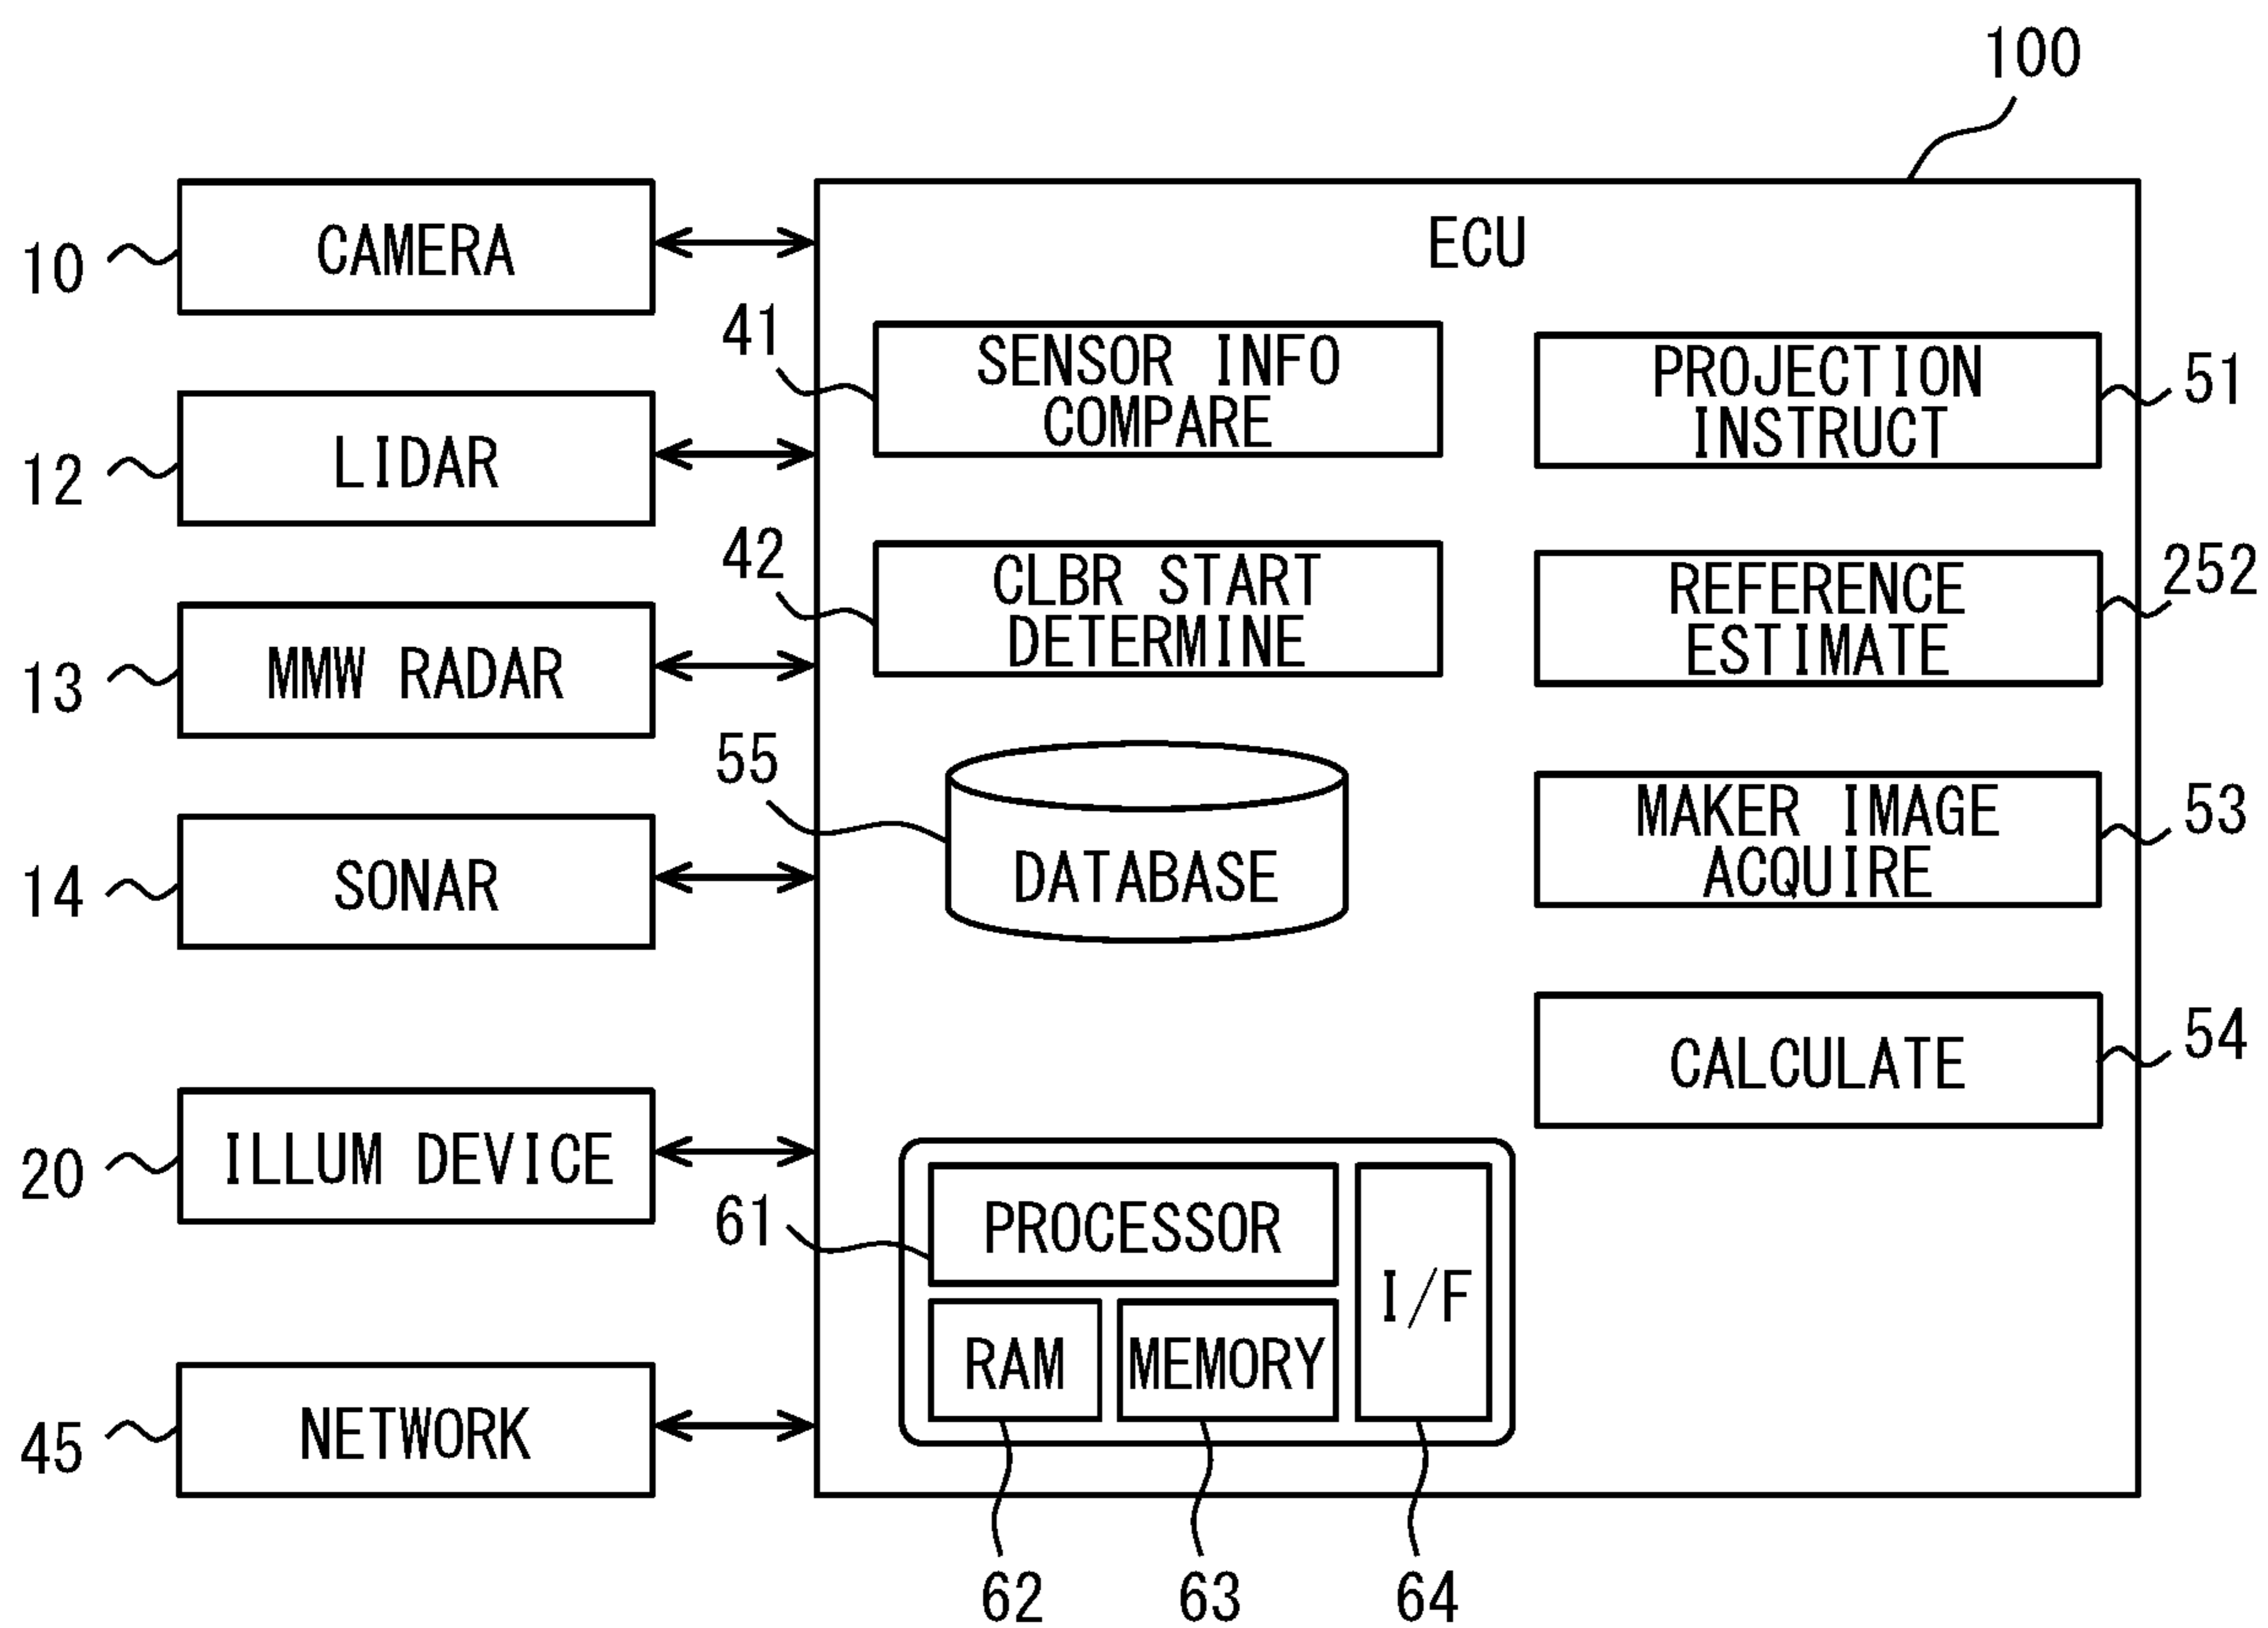 100
ECU
10
CAMERA
12
LIDAR
13
MMW RADAR
14
SONAR
20
ILLUM DEVICE
45
NETWORK
41
SENSOR INFO
COMPARE
42
CLBR START
DETERMINE
55
DATABASE
61
PROCESSOR
RAM
MEMORY
I/F
62
63
64
PROJECTION
INSTRUCT
51
REFERENCE
ESTIMATE
252
MAKER IMAGE
ACQUIRE
53
CALCULATE
54